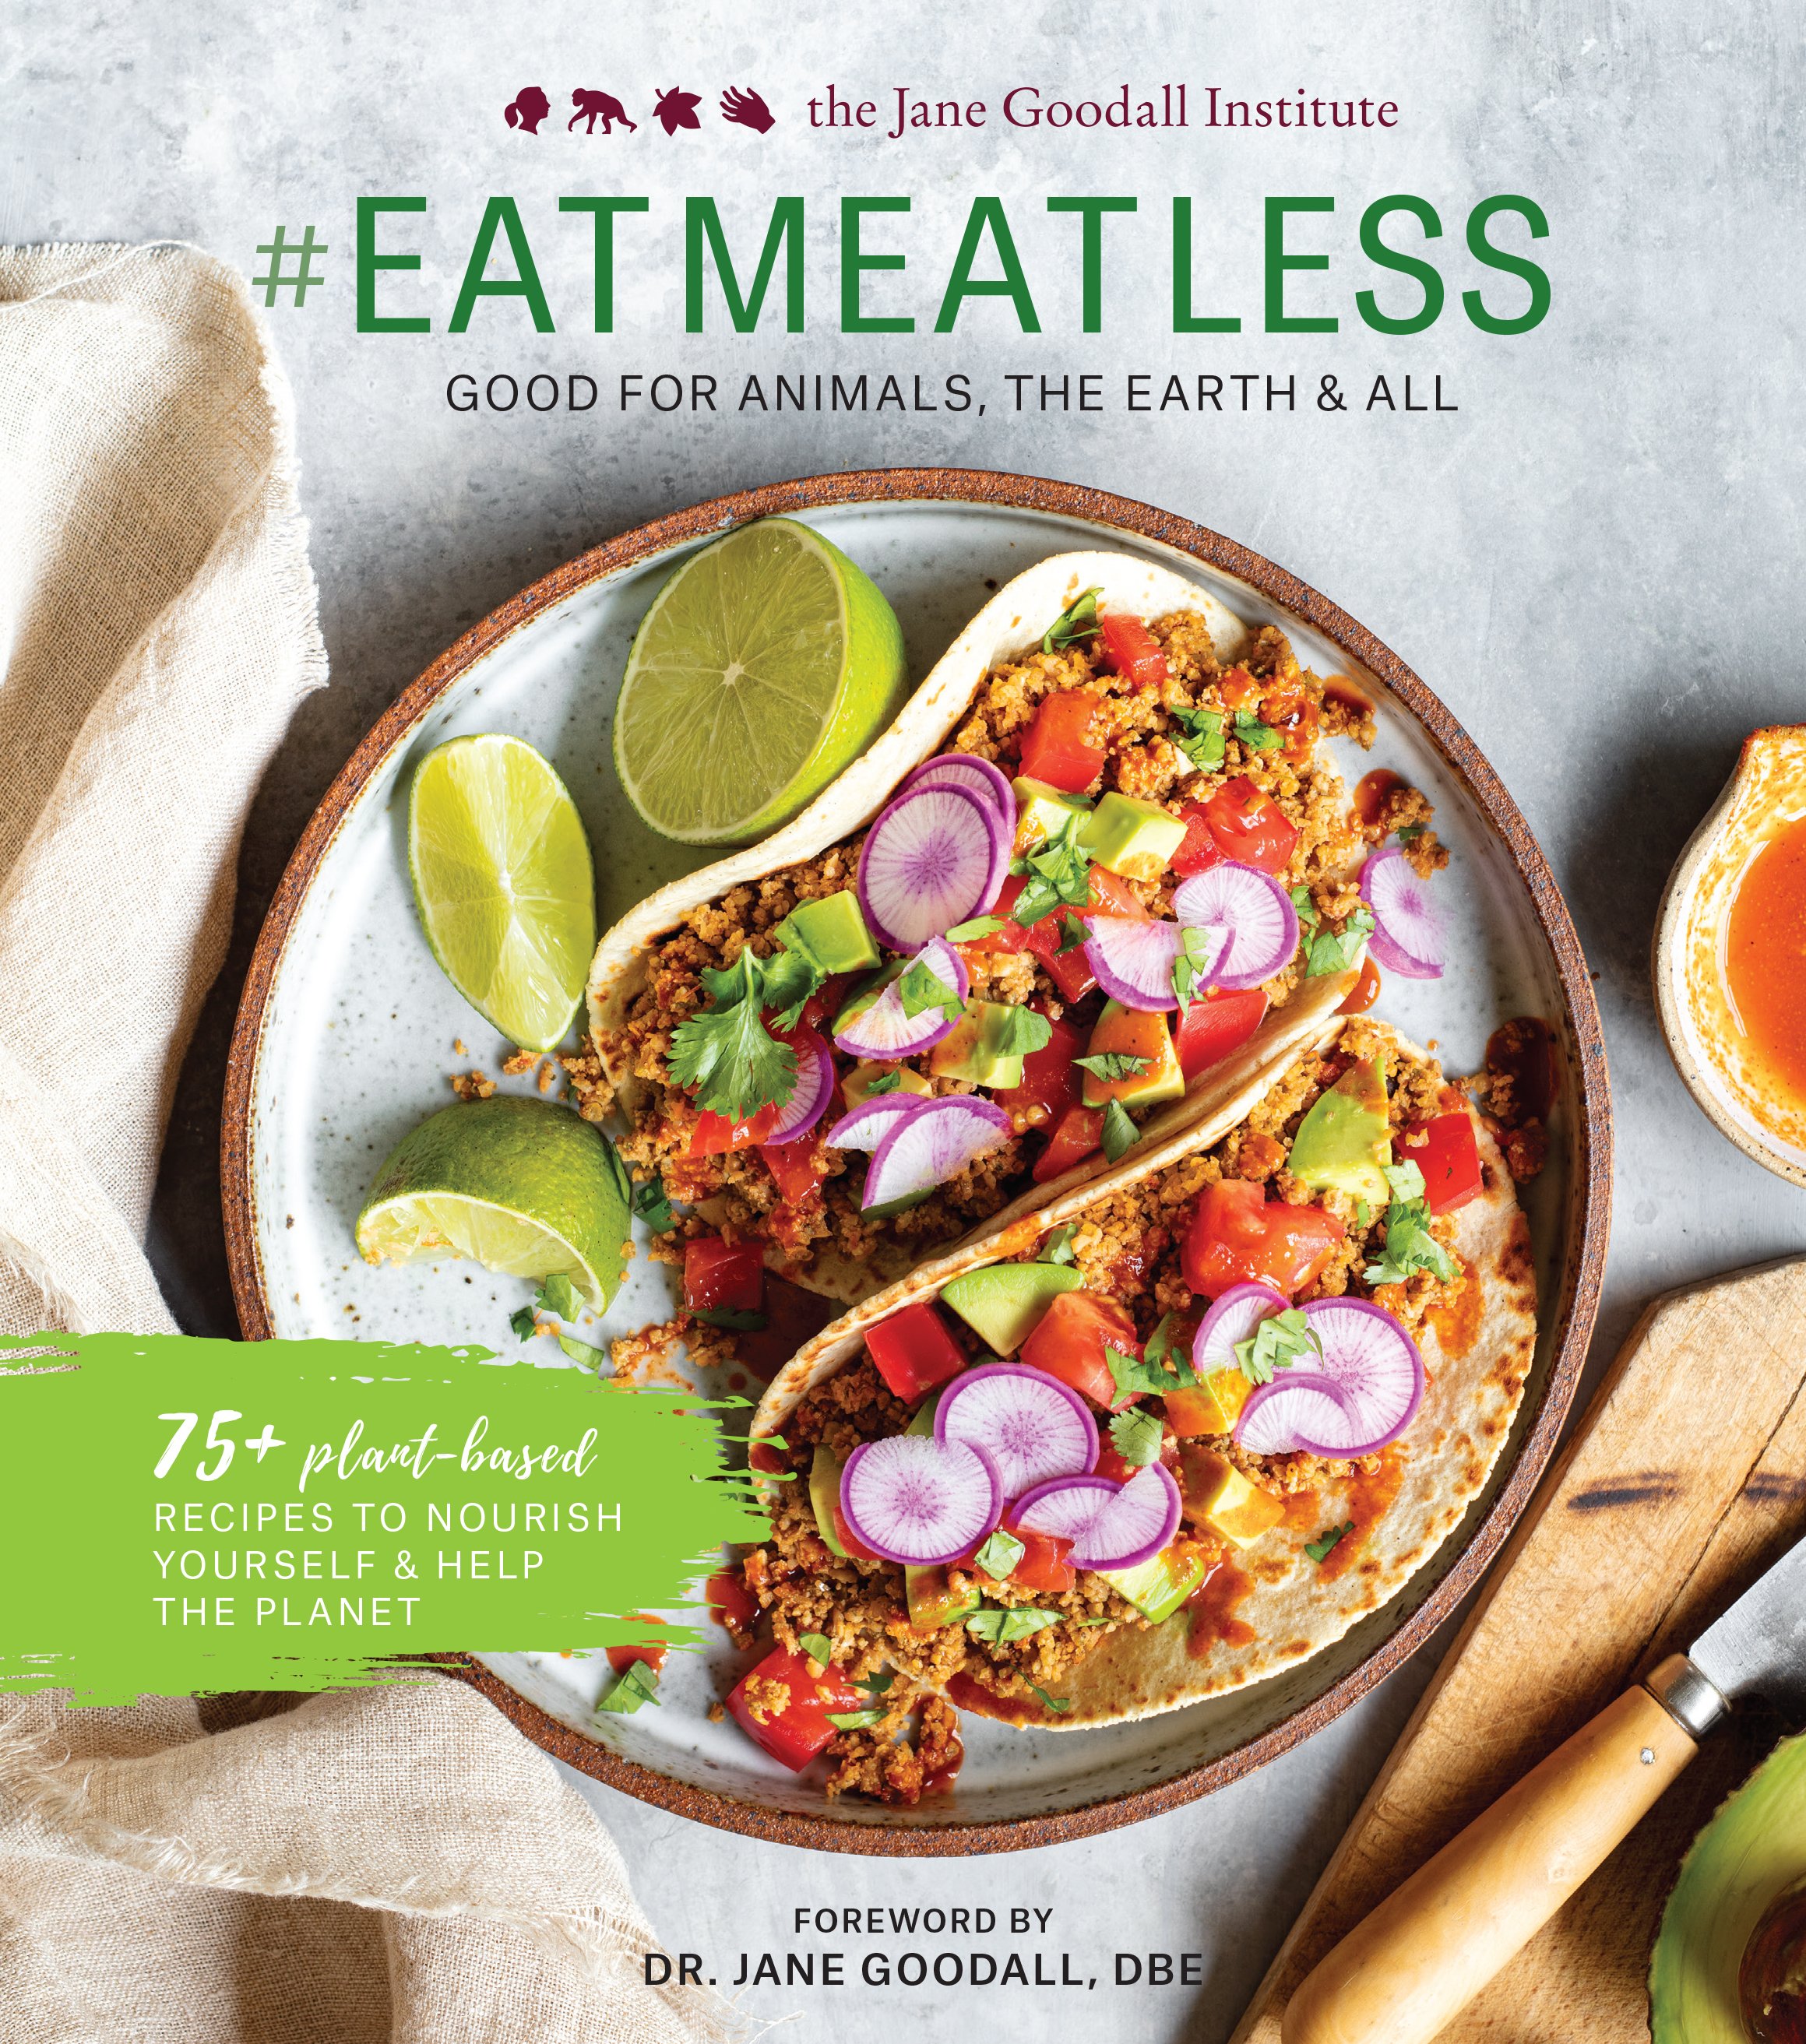 the Jane Goodall Institute
#EATMEATLESS
GOOD FOR ANIMALS, THE EARTH & ALL
75+ plant-based
RECIPES TO NOURISH
YOURSELF & HELP
THE PLANET
FOREWORD BY
DR. JANE GOODALL, DBE